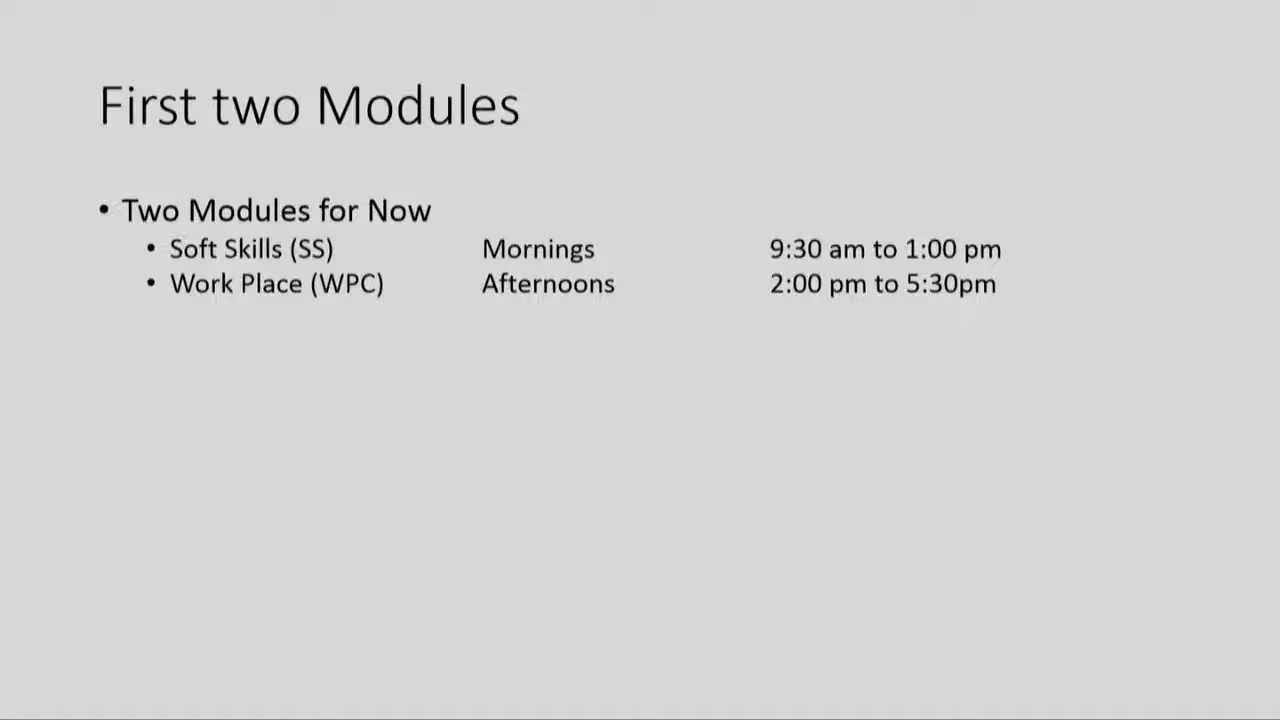 First two Modules
• Two Modules for Now
• Soft Skills (SS) Mornings 9:30 am to 1:00 pm
• Work Place (WPC) Afternoons 2:00 pm to 5:30pm